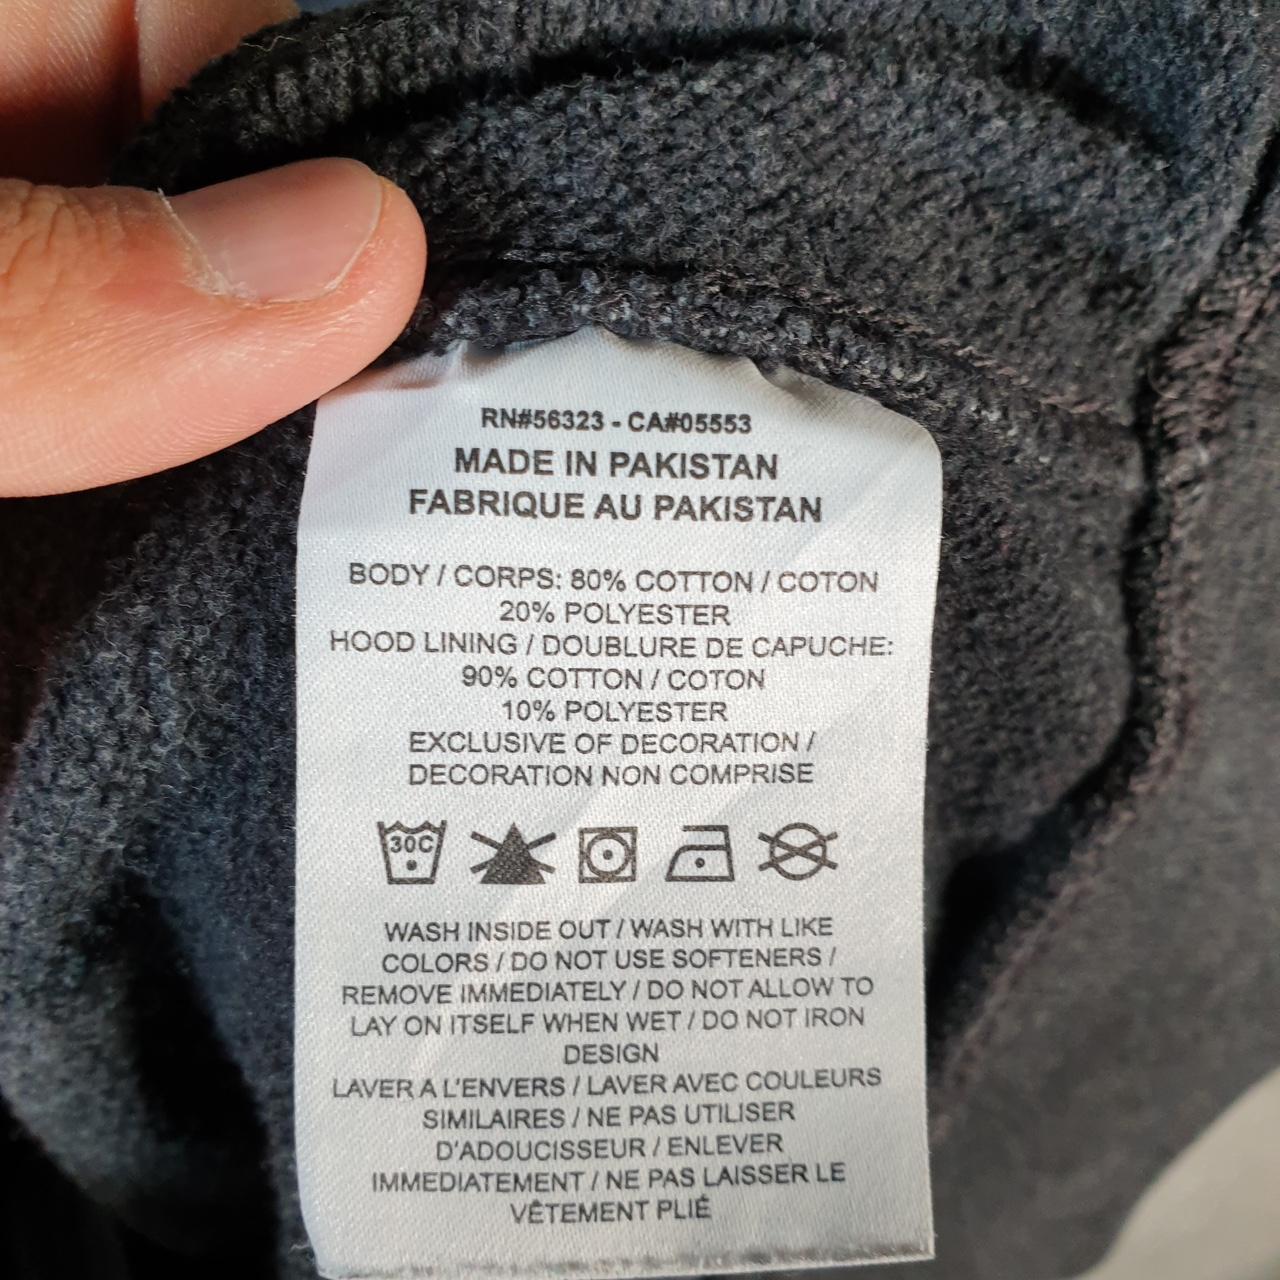 RN#56323 - CA#05553
MADE IN PAKISTAN
FABRIQUE AU PAKISTAN
BODY / CORPS: 80% COTTON / COTON
20% POLYESTER
HOOD LINING / DOUBLURE DE CAPUCHE:
90% COTTON / COTON
10% POLYESTER
EXCLUSIVE OF DECORATION /
DECORATION NON COMPRISE
30C
WASH INSIDE OUT / WASH WITH LIKE
COLORS / DO NOT USE SOFTENERS /
REMOVE IMMEDIATELY / DO NOT ALLOW TO
LAY ON ITSELF WHEN WET / DO NOT IRON
DESIGN
LAVER A L'ENVERS / LAVER AVEC COULEURS
SIMILAIRES / NE PAS UTILISER
D'ADOUCISSEUR / ENLEVER
IMMEDIATEMENT / NE PAS LAISSER LE
VÊTEMENT PLIÉ